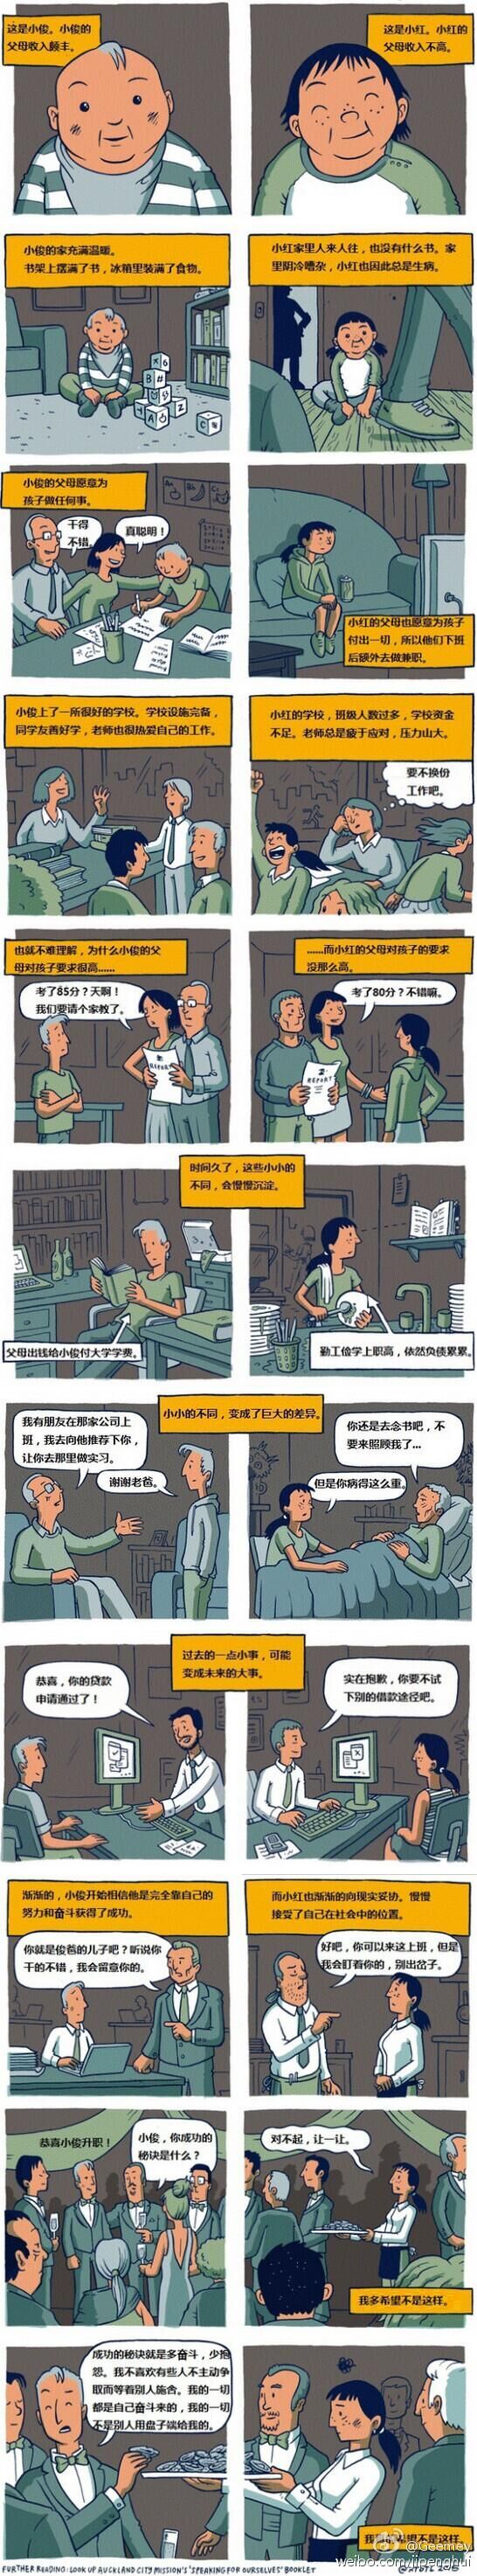 这是小俊。小俊的
父母收入颇丰。
这是小红。小红的
父母收入不高。
小俊的家充满温暖。
书架上摆满了书，冰箱里装满了食物。
小红家里人来人往，也没有什么书。家
里阴冷嘈杂，小红也因此总是生病。
小俊的父母愿意为
孩子做任何事。
干得
不错。
真聪明！
小红的父母也愿意为孩子
付出一切，所以他们下班
后额外去做兼职。
小俊上了一所很好的学校。学校设施完备，
同学友善好学，老师也很热爱自己的工作。
小红的学校，班级人数过多，学校资金
不足。老师总是疲于应对，压力山大。
要不换份
工作吧。
也就不难理解，为什么小俊的父
母对孩子要求很高……
考了85分？天啊！
我们要请个家教了。
REPORT
……而小红的父母对孩子的要求
没那么高。
考了80分？不错嘛。
REPORT
时间久了，这些小小的
不同，会慢慢沉淀。
父母出钱给小俊付大学学费。
勤工俭学上职高，依然负债累累。
小小的不同，变成了巨大的差异。
我有朋友在那家公司上
班，我去向他推荐下你，
让你去那里做实习。
谢谢老爸。
你还是去念书吧，不
要来照顾我了...
但是你病得这么重。
过去的一点小事，可能
变成未来的大事。
恭喜，你的贷款
申请通过了！
实在抱歉，你要不试
下别的借款途径吧。
渐渐的，小俊开始相信他是完全靠自己的
努力和奋斗获得了成功。
你就是俊爸的儿子吧？听说你
干的不错，我会留意你的。
而小红也渐渐的向现实妥协。慢慢
接受了自己在社会中的位置。
好吧，你可以来这上班，但是
我会盯着你的，别出岔子。
恭喜小俊升职！
小俊，你成功的
秘诀是什么？
对不起，让一让。
我多希望不是这样。
成功的秘诀就是多奋斗，少抱
怨。我不喜欢有些人不主动争
取而等着别人施舍。我的一切
都是自己奋斗来的，我的一切
不是别人用盘子端给我的。
希望不是这样。
FURTHER READING: LOOK UP AUCKLAND CITY MISSION'S "SPEAKING FOR OURSELVES" BOOKLET
weibo.com/jipenghui